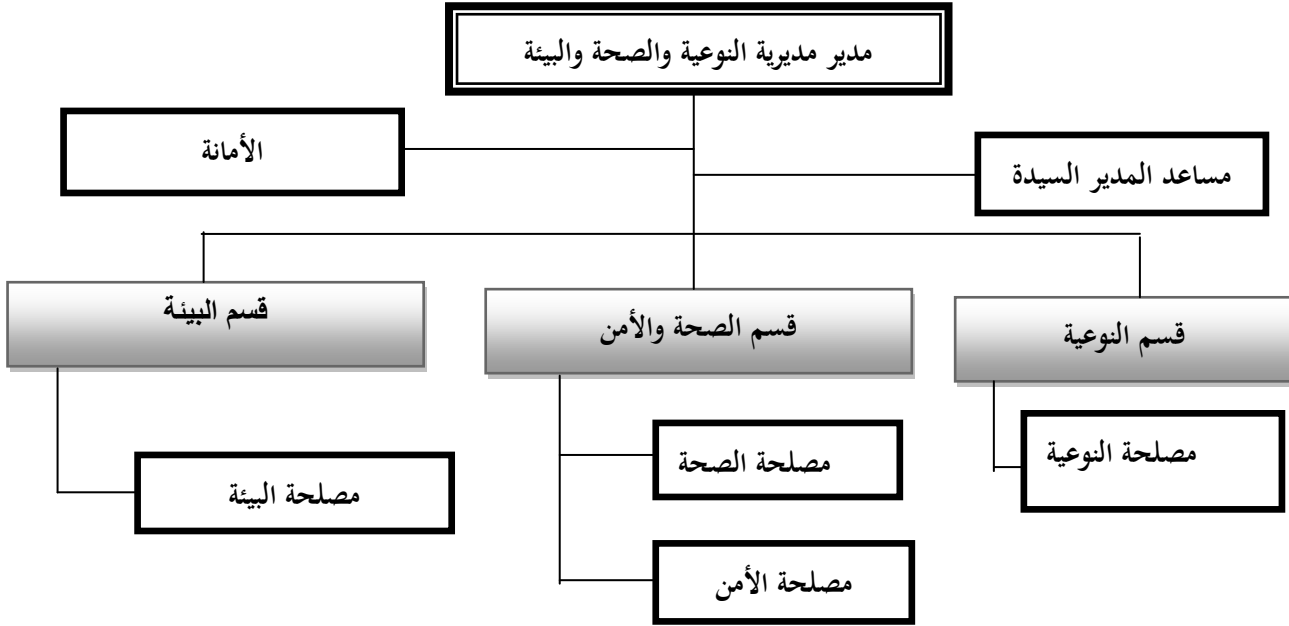 مدير مديرية النوعية والصحة والبيئة
الأمانة
مساعد المدير السيدة
قسم النوعية
قسم الصحة والأمن
قسم البيئة
مصلحة النوعية
مصلحة الصحة
مصلحة الأمن
مصلحة البيئة